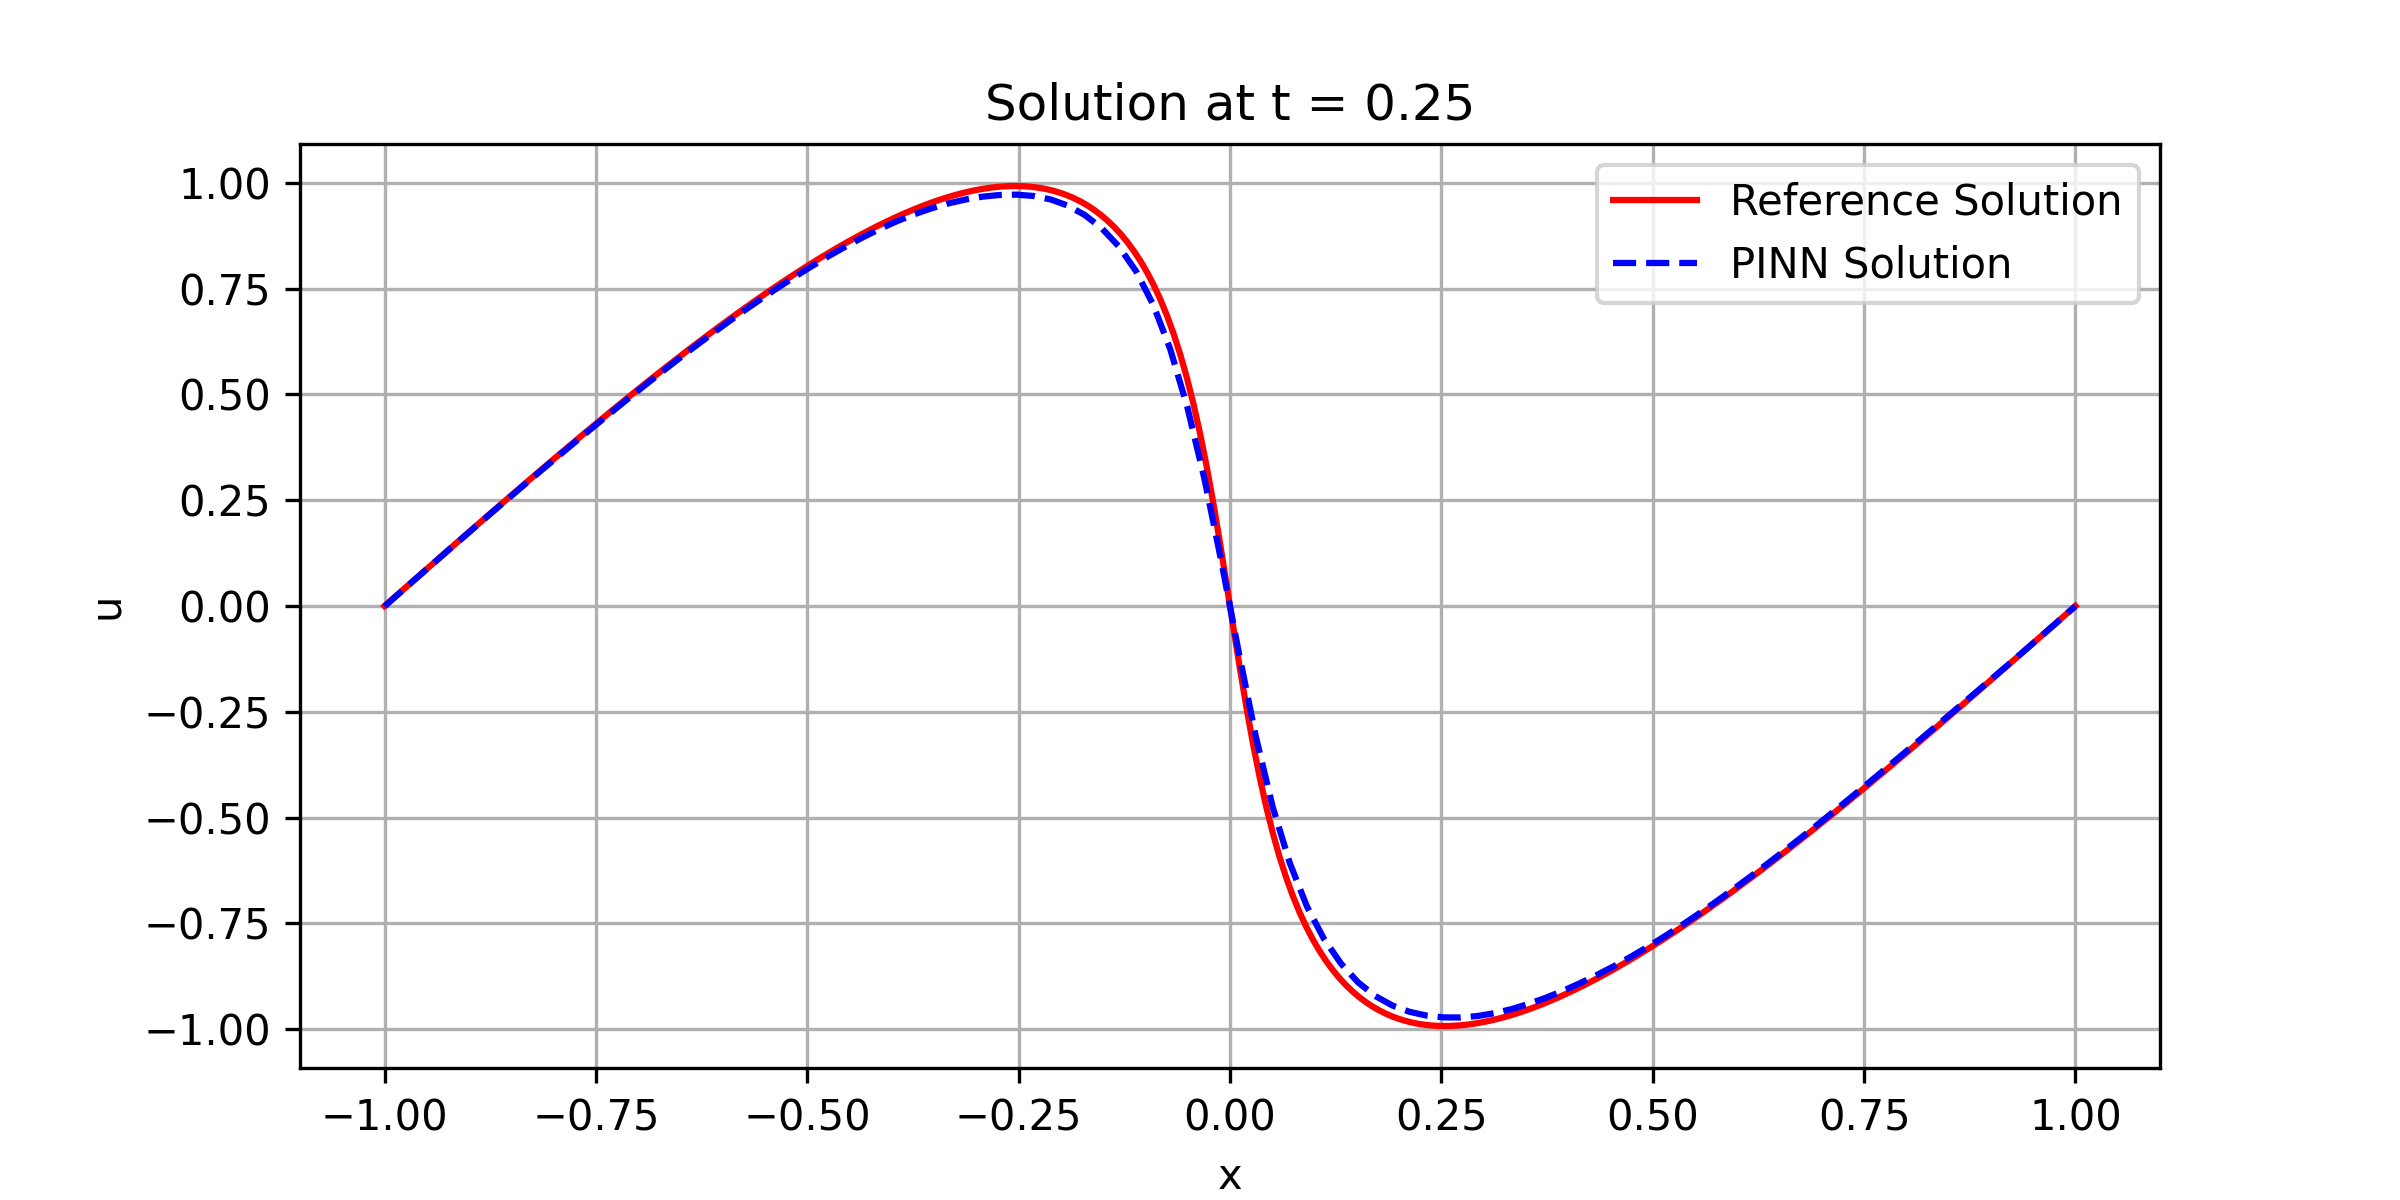 Solution at t = 0.25
Reference Solution
PINN Solution
1.00
0.75
0.50
0.25
0.00
−0.25
−0.50
−0.75
−1.00
u
−1.00 −0.75 −0.50 −0.25 0.00 0.25 0.50 0.75 1.00
x